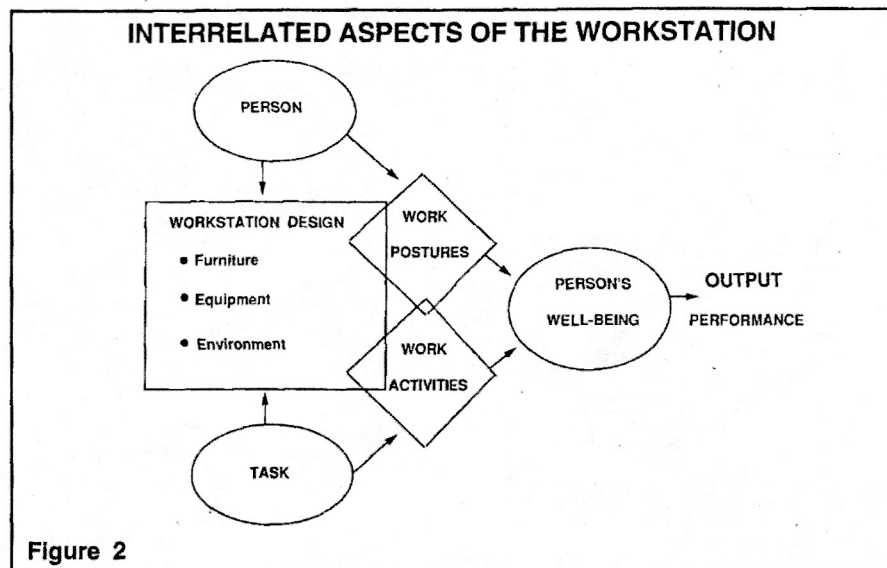 INTERRELATED ASPECTS OF THE WORKSTATION
PERSON
WORKSTATION DESIGN
• Furniture
• Equipment
• Environment
WORK
POSTURES
WORK
ACTIVITIES
PERSON'S
WELL-BEING
OUTPUT
PERFORMANCE
TASK
Figure 2